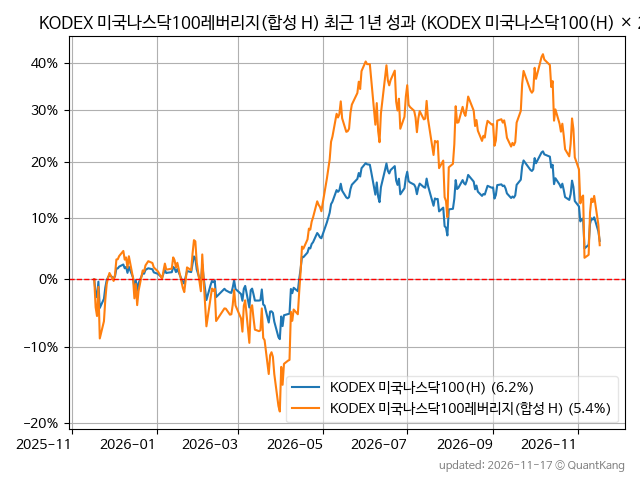 KODEX 미국나스닥100레버리지(합성 H) 최근 1년 성과 (KODEX 미국나스닥100(H) ×
40%
30%
20%
10%
0%
−10%
−20%
KODEX 미국나스닥100(H) (6.2%)
KODEX 미국나스닥100레버리지(합성 H) (5.4%)
2025-11 2026-01 2026-03 2026-05 2026-07 2026-09 2026-11
updated: 2026-11-17 © QuantKang